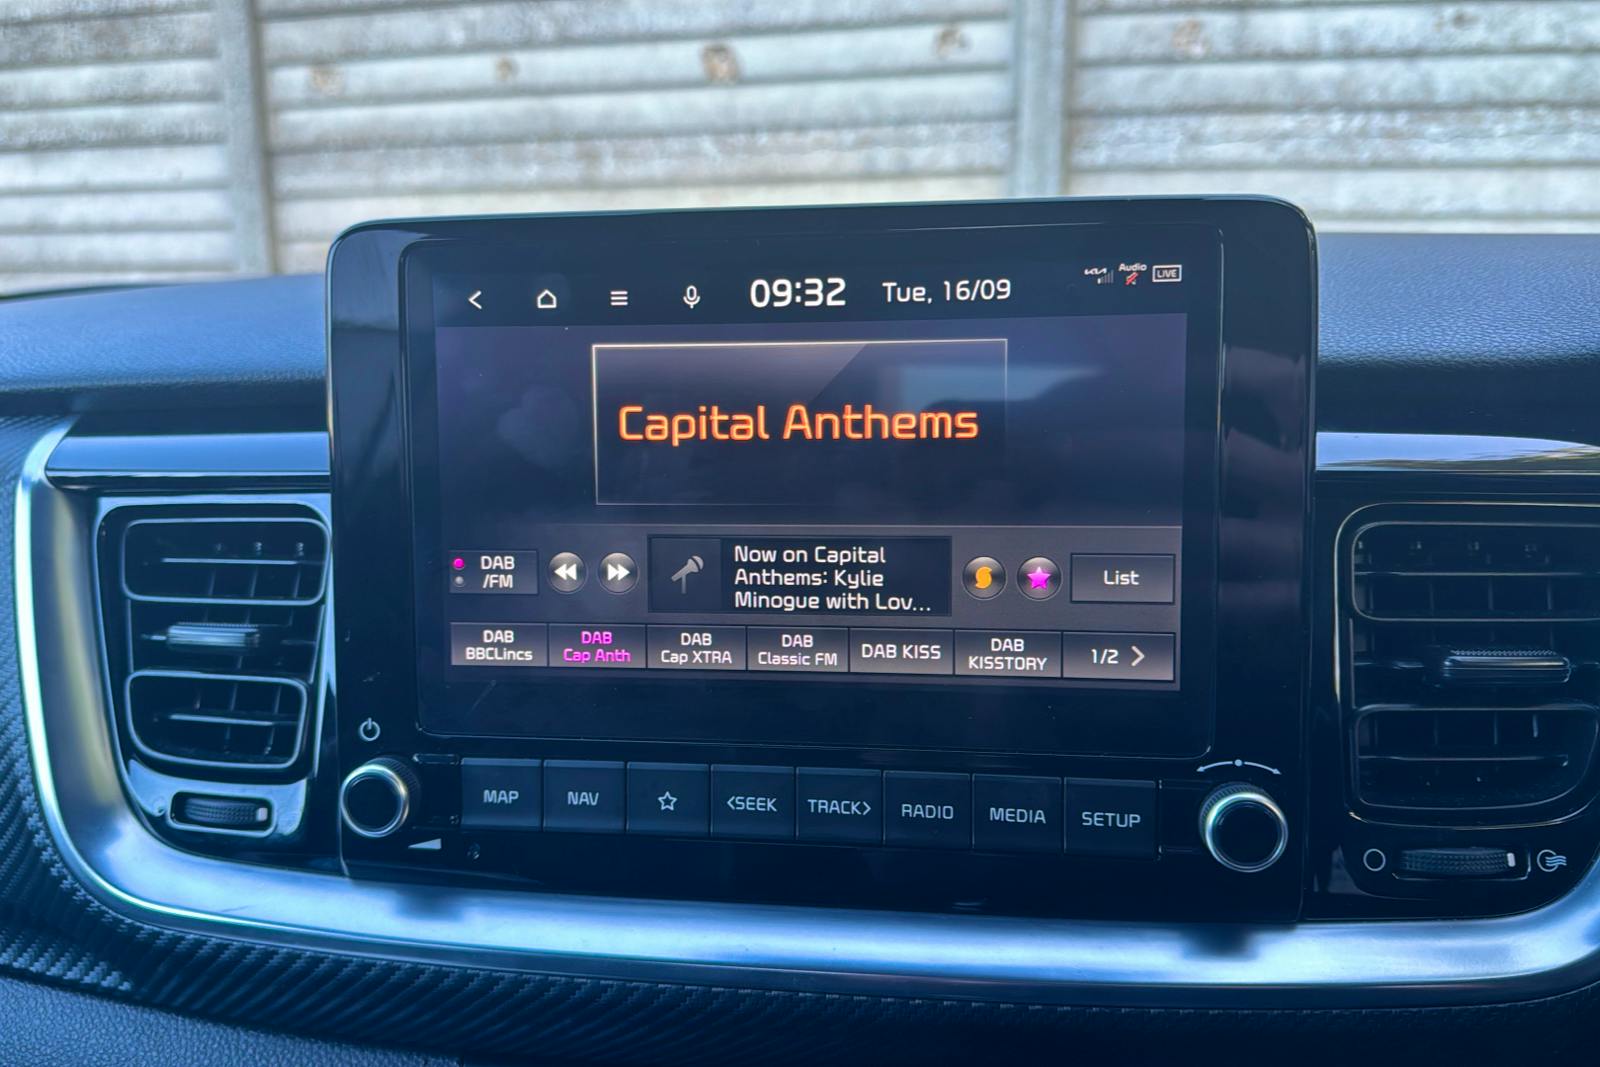 09:32 Tue, 16/09 KIA Audio LIVE
Capital Anthems
DAB
/FM
Now on Capital
Anthems: Kylie
Minogue with Lov...
List
DAB
BBCLincs
DAB
Cap Anth
DAB
Cap XTRA
DAB
Classic FM
DAB KISS
DAB
KISSTORY
1/2
MAP NAV <SEEK TRACK> RADIO MEDIA SETUP